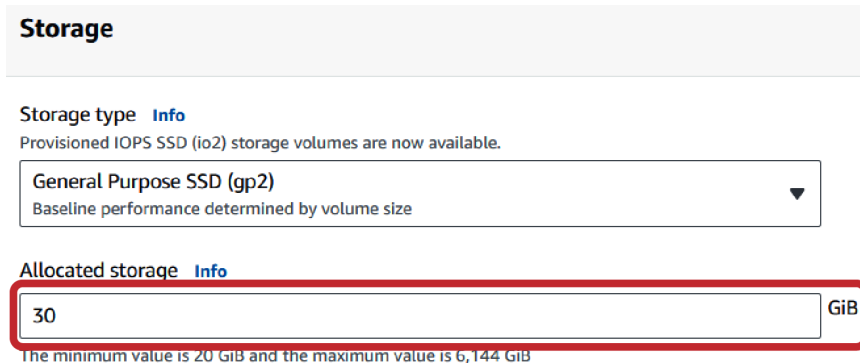 Storage
Storage type Info
Provisioned IOPS SSD (io2) storage volumes are now available.
General Purpose SSD (gp2)
Baseline performance determined by volume size
Allocated storage Info
30 GiB
The minimum value is 20 GiB and the maximum value is 6,144 GiB